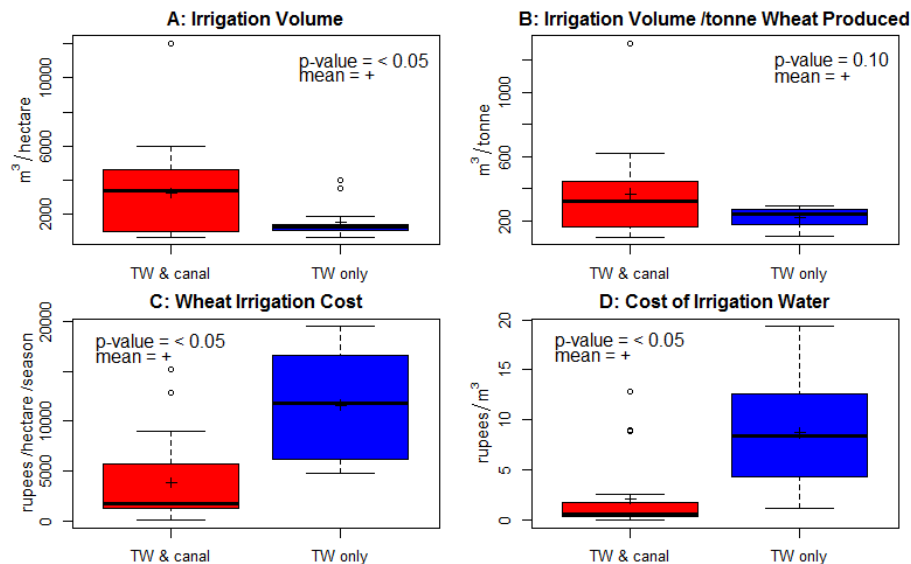 A: Irrigation Volume
p-value = < 0.05
mean = +
m³/hectare
10000
6000
2000
TW & canal
TW only
B: Irrigation Volume /tonne Wheat Produced
p-value = 0.10
mean = +
m³/tonne
1000
600
200
TW & canal
TW only
C: Wheat Irrigation Cost
p-value = < 0.05
mean = +
rupees /hectare /season
20000
10000
5000
0
TW & canal
TW only
D: Cost of Irrigation Water
p-value = < 0.05
mean = +
rupees/m³
20
15
10
5
0
TW & canal
TW only